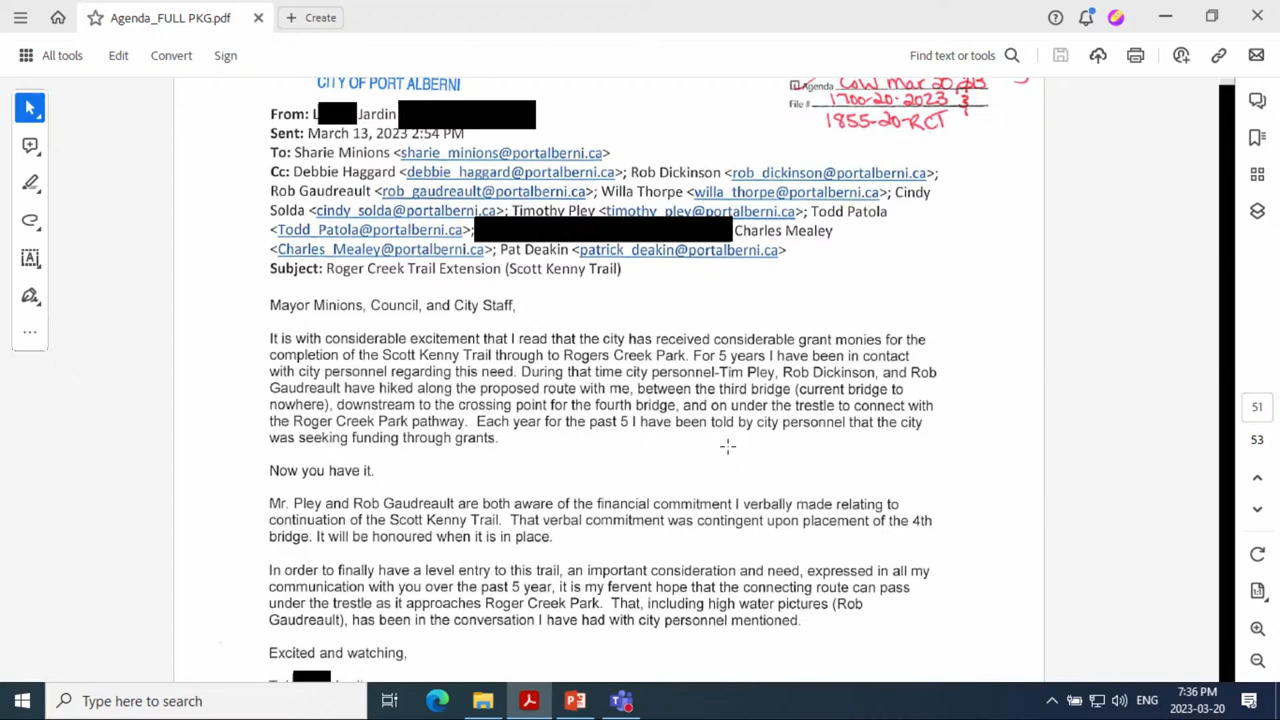 Agenda_FULL PKG.pdf
Create
All tools
Edit
Convert
Sign
Find text or tools
CITY OF PORT ALBERNI
Agenda COW Mar 20
File # 1700-20-2023
1855-20-RCT
From: L Jardin
Sent: March 13, 2023 2:54 PM
To: Sharie Minions <sharie_minions@portalberni.ca>
Cc: Debbie Haggard <debbie_haggard@portalberni.ca>; Rob Dickinson <rob_dickinson@portalberni.ca>;
Rob Gaudreault <rob_gaudreault@portalberni.ca>; Willa Thorpe <willa_thorpe@portalberni.ca>; Cindy
Solda <cindy_solda@portalberni.ca>; Timothy Pley <timothy_pley@portalberni.ca>; Todd Patola
<Todd_Patola@portalberni.ca>; Charles Mealey
<Charles_Mealey@portalberni.ca>; Pat Deakin <patrick_deakin@portalberni.ca>
Subject: Roger Creek Trail Extension (Scott Kenny Trail)
Mayor Minions, Council, and City Staff,
It is with considerable excitement that I read that the city has received considerable grant monies for the
completion of the Scott Kenny Trail through to Rogers Creek Park. For 5 years I have been in contact
with city personnel regarding this need. During that time city personnel-Tim Pley, Rob Dickinson, and Rob
Gaudreault have hiked along the proposed route with me, between the third bridge (current bridge to
nowhere), downstream to the crossing point for the fourth bridge, and on under the trestle to connect with
the Roger Creek Park pathway. Each year for the past 5 I have been told by city personnel that the city
was seeking funding through grants.
Now you have it.
Mr. Pley and Rob Gaudreault are both aware of the financial commitment I verbally made relating to
continuation of the Scott Kenny Trail. That verbal commitment was contingent upon placement of the 4th
bridge. It will be honoured when it is in place.
In order to finally have a level entry to this trail, an important consideration and need, expressed in all my
communication with you over the past 5 year, it is my fervent hope that the connecting route can pass
under the trestle as it approaches Roger Creek Park. That, including high water pictures (Rob
Gaudreault), has been in the conversation I have had with city personnel mentioned.
Excited and watching,
51
53
Type here to search
ENG
7:36 PM
2023-03-20